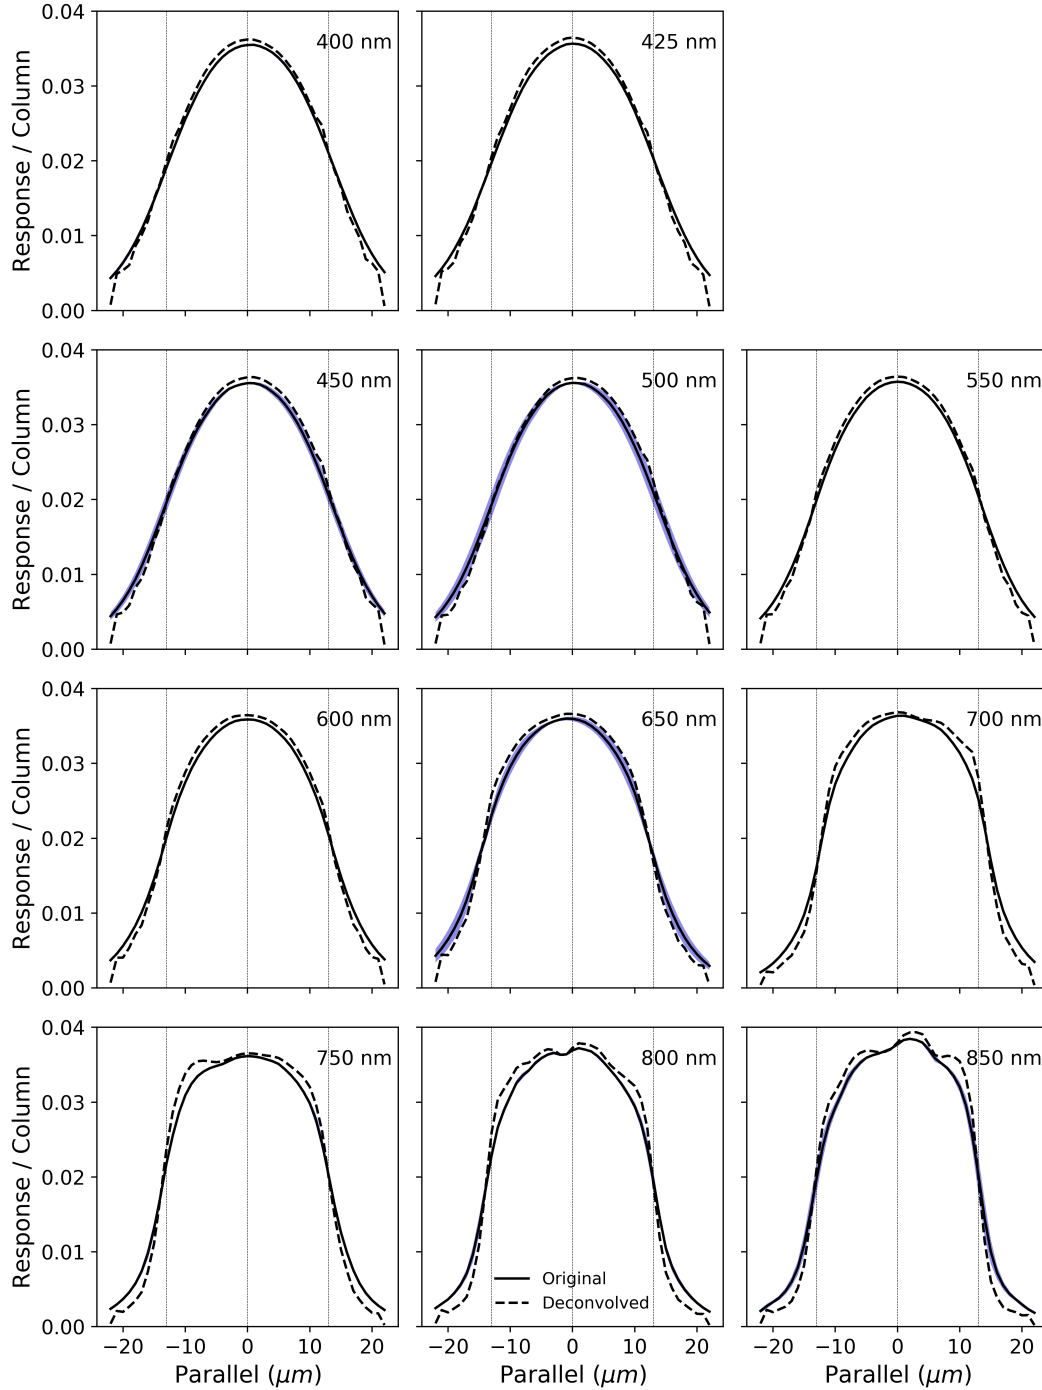 0.04
0.03
0.02
0.01
0.00
Response / Column
400 nm
425 nm
0.04
0.03
0.02
0.01
0.00
Response / Column
450 nm
500 nm
550 nm
0.04
0.03
0.02
0.01
0.00
Response / Column
600 nm
650 nm
700 nm
0.04
0.03
0.02
0.01
0.00
Response / Column
750 nm
800 nm
850 nm
Original
Deconvolved
−20 −10 0 10 20
−20 −10 0 10 20
−20 −10 0 10 20
Parallel (μm)
Parallel (μm)
Parallel (μm)